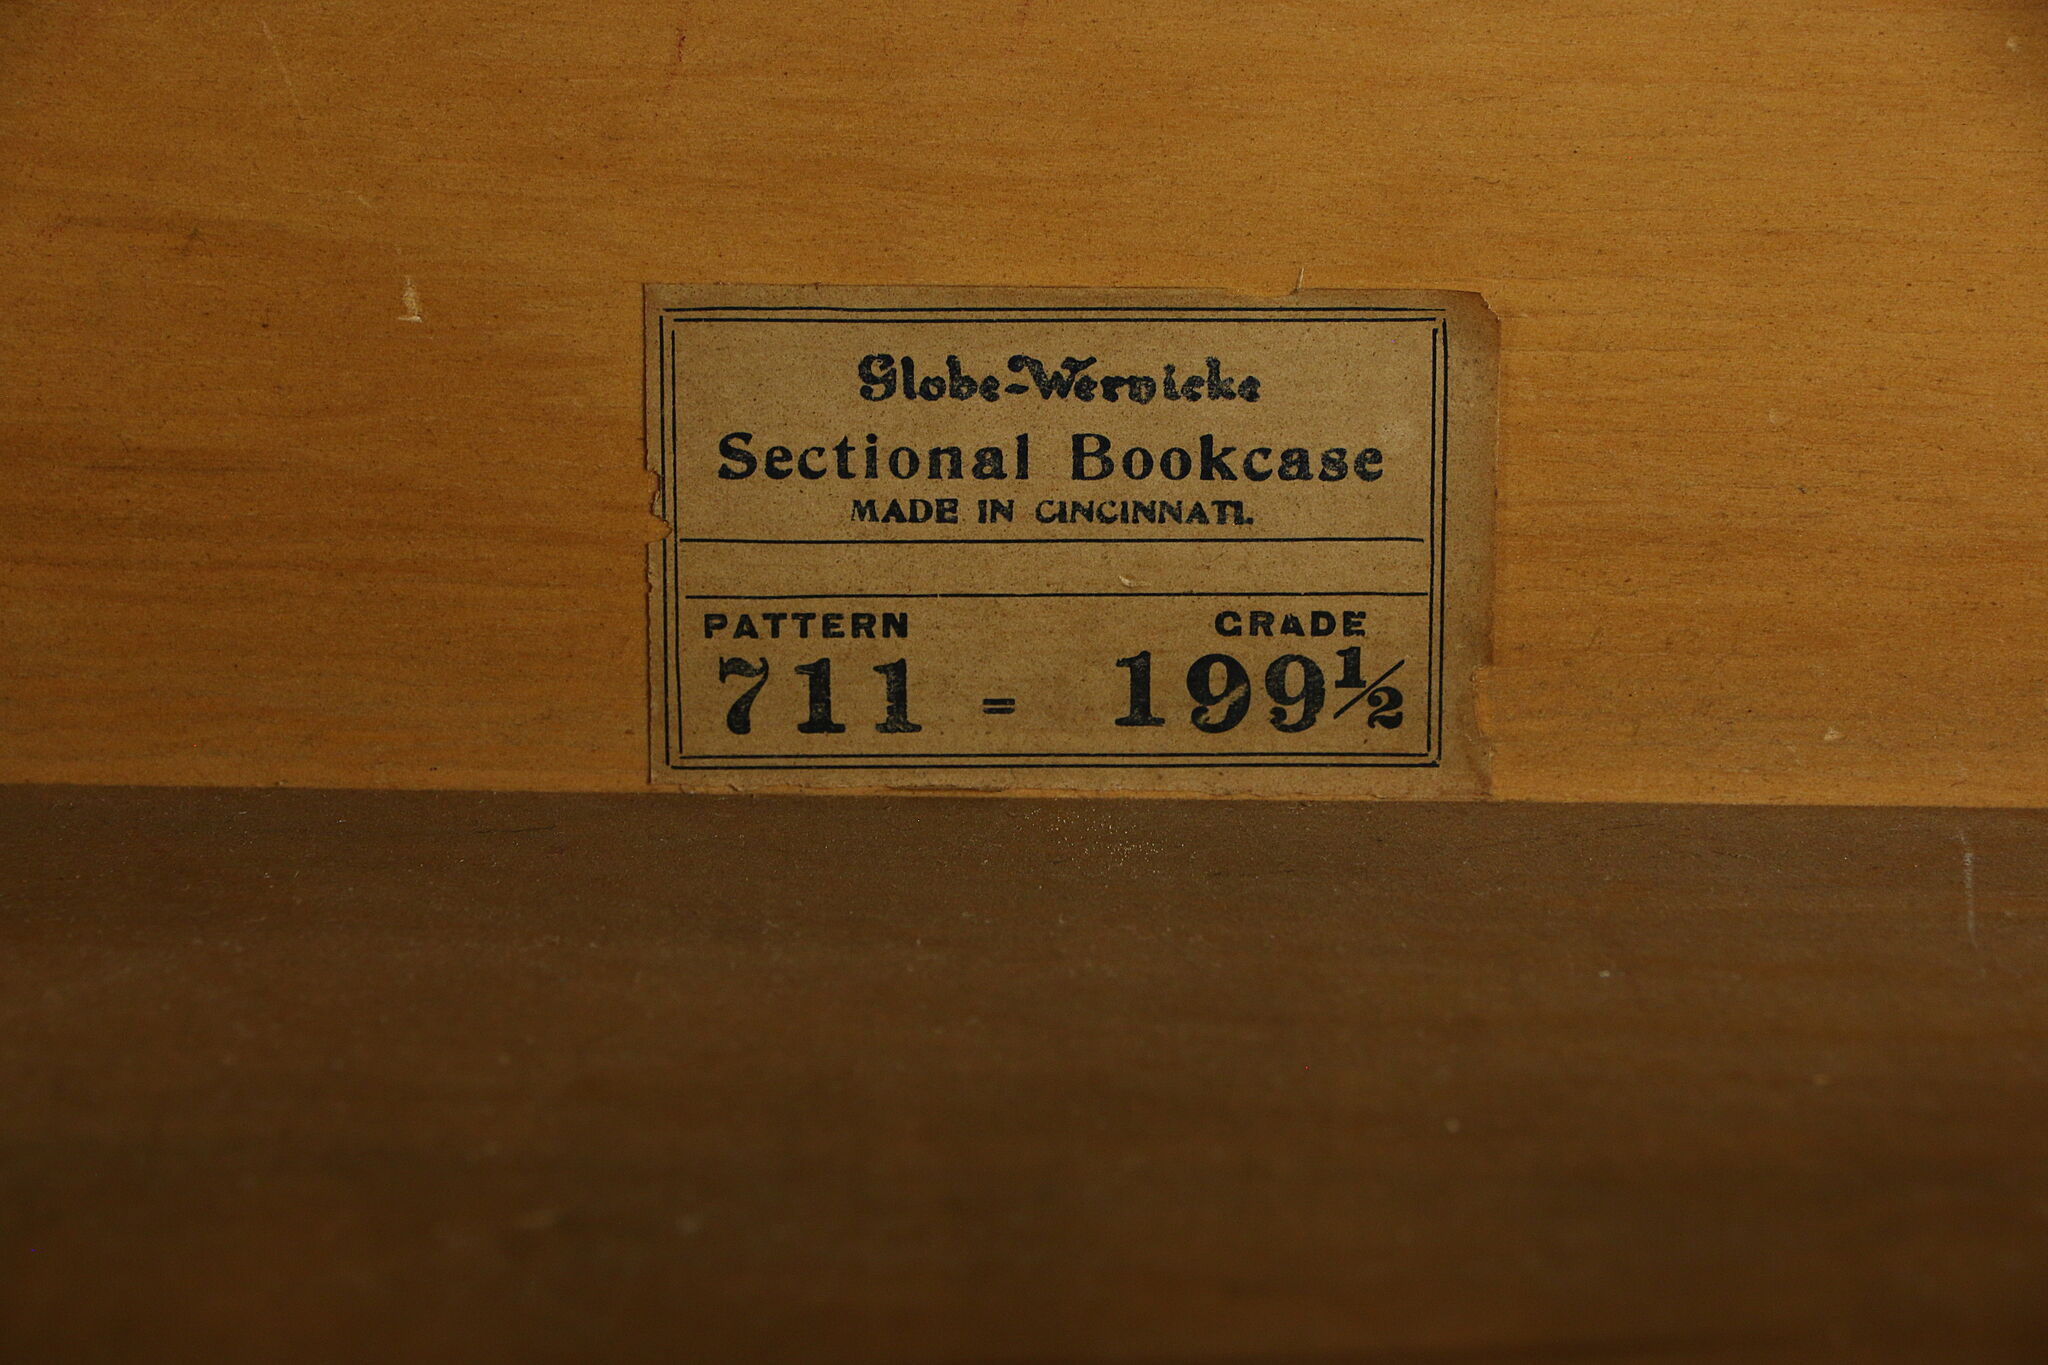 Globe-Wernicke
Sectional Bookcase
MADE IN CINCINNATI.
PATTERN GRADE
711 = 199½